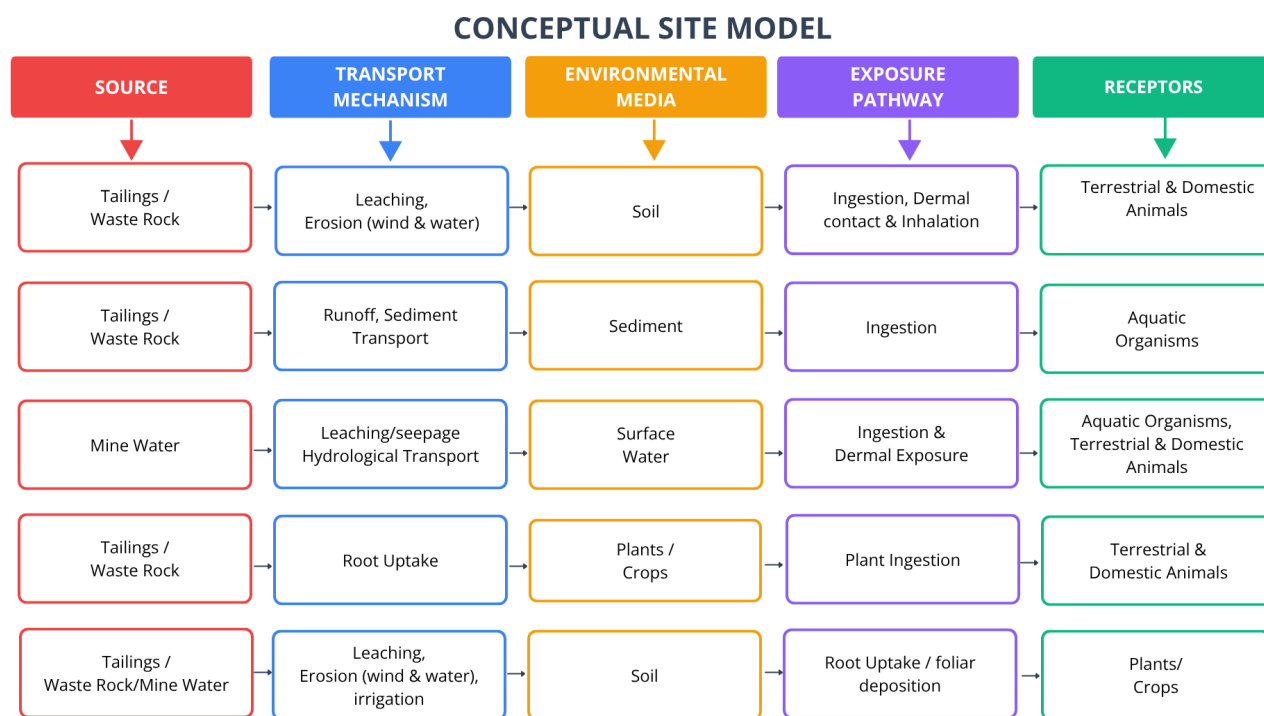 CONCEPTUAL SITE MODEL
SOURCE
TRANSPORT
MECHANISM
ENVIRONMENTAL
MEDIA
EXPOSURE
PATHWAY
RECEPTORS
Tailings /
Waste Rock
Leaching,
Erosion (wind & water)
Soil
Ingestion, Dermal
contact & Inhalation
Terrestrial & Domestic
Animals
Tailings /
Waste Rock
Runoff, Sediment
Transport
Sediment
Ingestion
Aquatic
Organisms
Mine Water
Leaching/seepage
Hydrological Transport
Surface
Water
Ingestion &
Dermal Exposure
Aquatic Organisms,
Terrestrial & Domestic
Animals
Tailings /
Waste Rock
Root Uptake
Plants /
Crops
Plant Ingestion
Terrestrial &
Domestic Animals
Tailings /
Waste Rock/Mine Water
Leaching,
Erosion (wind & water),
irrigation
Soil
Root Uptake / foliar
deposition
Plants/
Crops